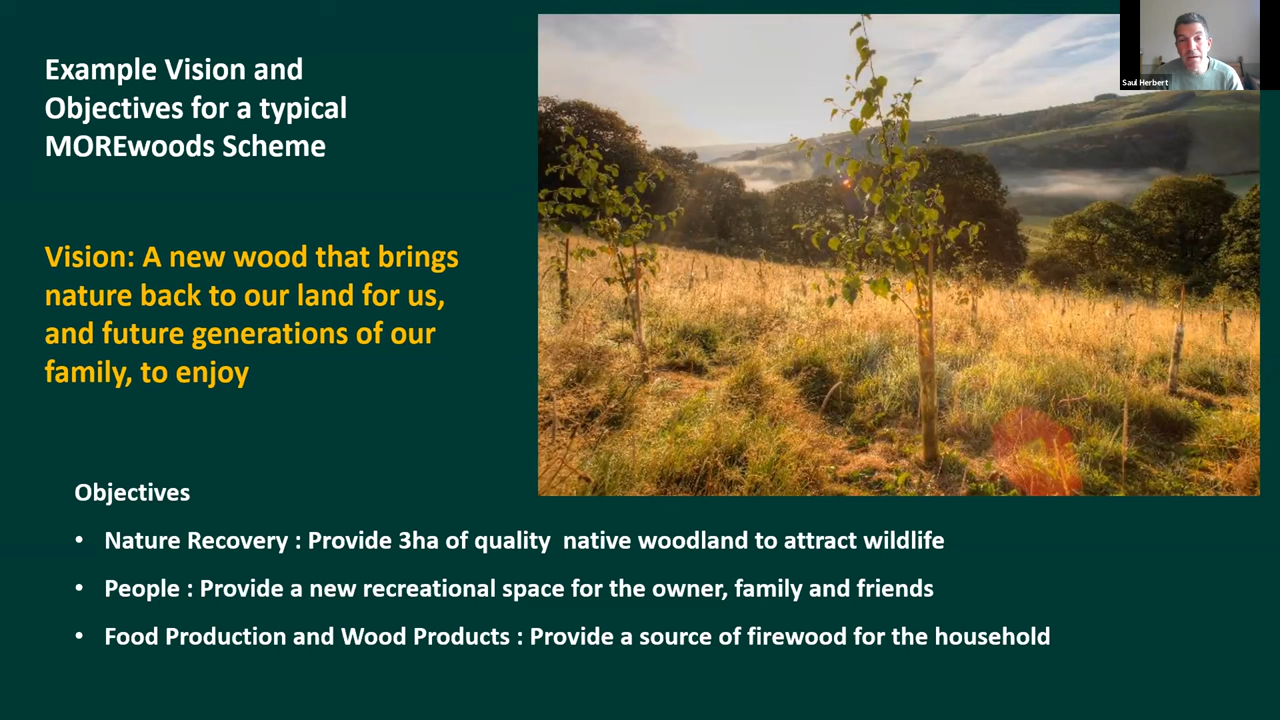 Example Vision and
Objectives for a typical
MOREwoods Scheme
Saul Herbert
Vision: A new wood that brings
nature back to our land for us,
and future generations of our
family, to enjoy
Objectives
• Nature Recovery : Provide 3ha of quality  native woodland to attract wildlife
• People : Provide a new recreational space for the owner, family and friends
• Food Production and Wood Products : Provide a source of firewood for the household